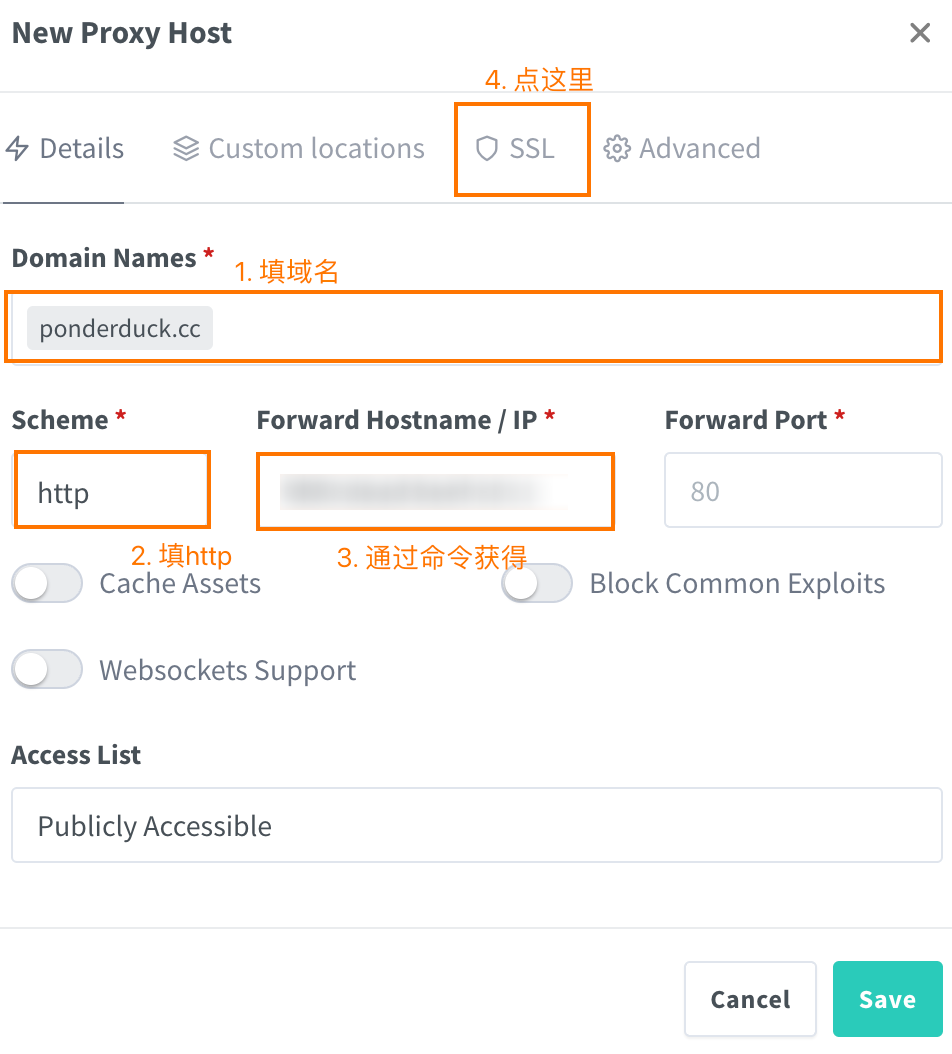 New Proxy Host
4. 点这里
Details
Custom locations
SSL
Advanced
Domain Names *
1. 填域名
ponderduck.cc
Scheme *
Forward Hostname / IP *
Forward Port *
http
80
2. 填http
3. 通过命令获得
Cache Assets
Block Common Exploits
Websockets Support
Access List
Publicly Accessible
Cancel
Save